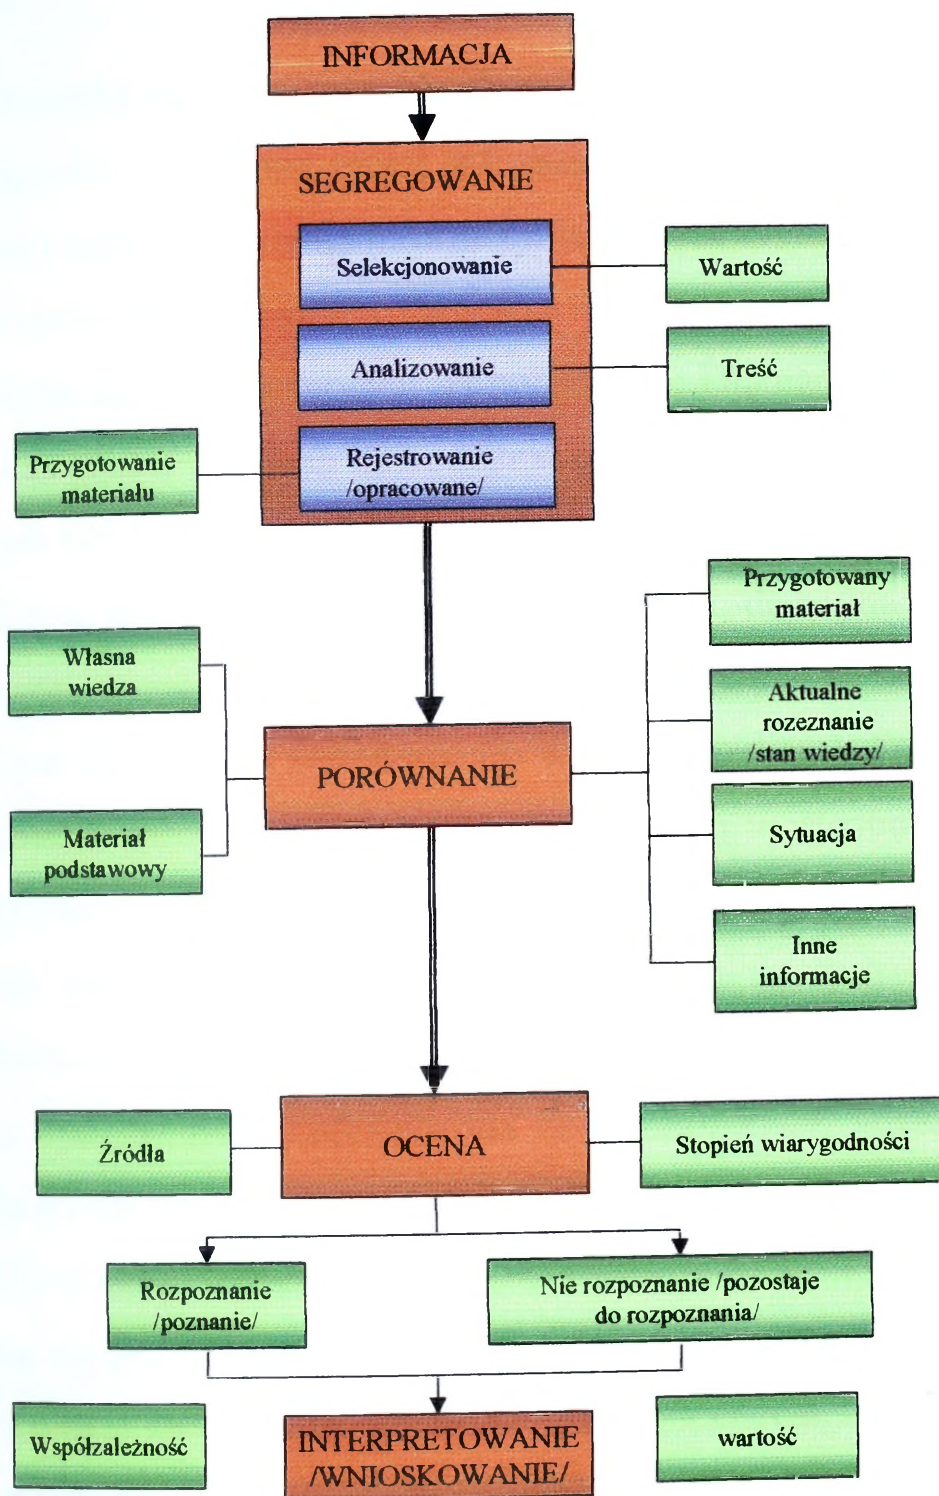 INFORMACJA
SEGREGOWANIE
Selekcjonowanie
Wartość
Analizowanie
Treść
Przygotowanie
materiału
Rejestrowanie
/opracowane/
Własna
wiedza
Materiał
podstawowy
PORÓWNANIE
Przygotowany
materiał
Aktualne
rozeznanie
/stan wiedzy/
Sytuacja
Inne
informacje
Źródła
OCENA
Stopień wiarygodności
Rozpoznanie
/poznanie/
Nie rozpoznanie /pozostaje
do rozpoznania/
Współzależność
INTERPRETOWANIE
/WNIOSKOWANIE/
wartość